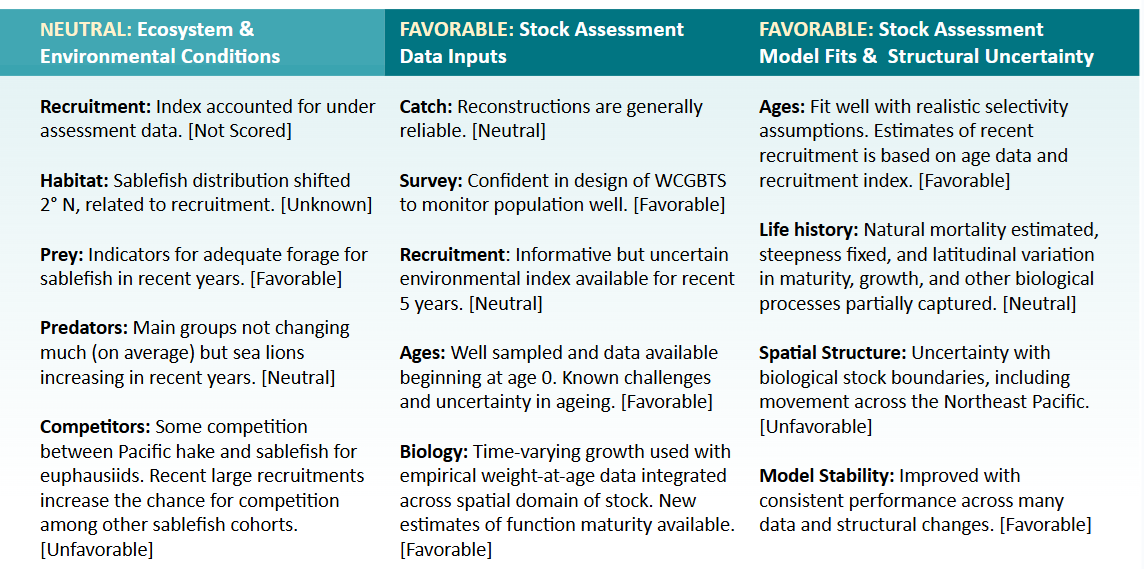 NEUTRAL: Ecosystem &
Environmental Conditions
Recruitment: Index accounted for under
assessment data. [Not Scored]
Habitat: Sablefish distribution shifted
2° N, related to recruitment. [Unknown]
Prey: Indicators for adequate forage for
sablefish in recent years. [Favorable]
Predators: Main groups not changing
much (on average) but sea lions
increasing in recent years. [Neutral]
Competitors: Some competition
between Pacific hake and sablefish for
euphausiids. Recent large recruitments
increase the chance for competition
among other sablefish cohorts.
[Unfavorable]
FAVORABLE: Stock Assessment
Data Inputs
Catch: Reconstructions are generally
reliable. [Neutral]
Survey: Confident in design of WCGBTS
to monitor population well. [Favorable]
Recruitment: Informative but uncertain
environmental index available for recent
5 years. [Neutral]
Ages: Well sampled and data available
beginning at age 0. Known challenges
and uncertainty in ageing. [Favorable]
Biology: Time-varying growth used with
empirical weight-at-age data integrated
across spatial domain of stock. New
estimates of function maturity available.
[Favorable]
FAVORABLE: Stock Assessment
Model Fits & Structural Uncertainty
Ages: Fit well with realistic selectivity
assumptions. Estimates of recent
recruitment is based on age data and
recruitment index. [Favorable]
Life history: Natural mortality estimated,
steepness fixed, and latitudinal variation
in maturity, growth, and other biological
processes partially captured. [Neutral]
Spatial Structure: Uncertainty with
biological stock boundaries, including
movement across the Northeast Pacific.
[Unfavorable]
Model Stability: Improved with
consistent performance across many
data and structural changes. [Favorable]